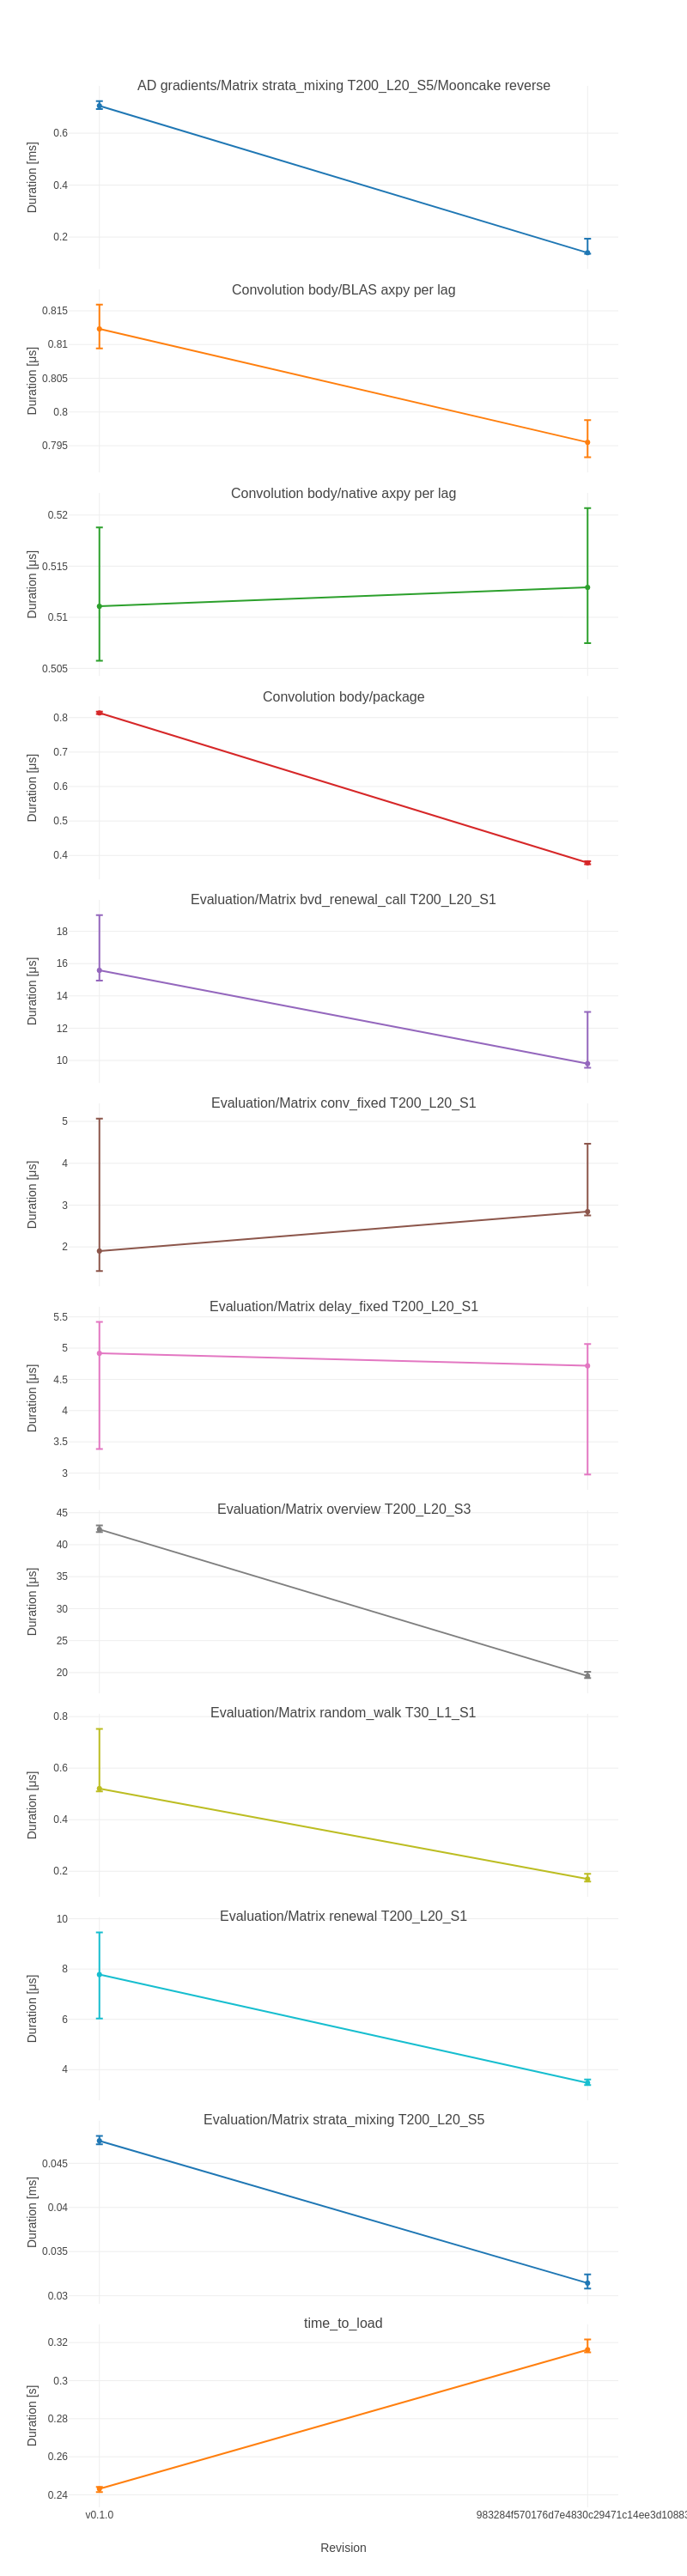 AD gradients/Matrix strata_mixing T200_L20_S5/Mooncake reverse
Duration [ms]
0.6
0.4
0.2
Convolution body/BLAS axpy per lag
Duration [μs]
0.815
0.81
0.805
0.8
0.795
Convolution body/native axpy per lag
Duration [μs]
0.52
0.515
0.51
0.505
Convolution body/package
Duration [μs]
0.8
0.7
0.6
0.5
0.4
Evaluation/Matrix bvd_renewal_call T200_L20_S1
Duration [μs]
18
16
14
12
10
Evaluation/Matrix conv_fixed T200_L20_S1
Duration [μs]
5
4
3
2
Evaluation/Matrix delay_fixed T200_L20_S1
Duration [μs]
5.5
5
4.5
4
3.5
3
Evaluation/Matrix overview T200_L20_S3
Duration [μs]
45
40
35
30
25
20
Evaluation/Matrix random_walk T30_L1_S1
Duration [μs]
0.8
0.6
0.4
0.2
Evaluation/Matrix renewal T200_L20_S1
Duration [μs]
10
8
6
4
Evaluation/Matrix strata_mixing T200_L20_S5
Duration [ms]
0.045
0.04
0.035
0.03
time_to_load
Duration [s]
0.32
0.3
0.28
0.26
0.24
v0.1.0
983284f570176d7e4830c29471c14ee3d10883
Revision